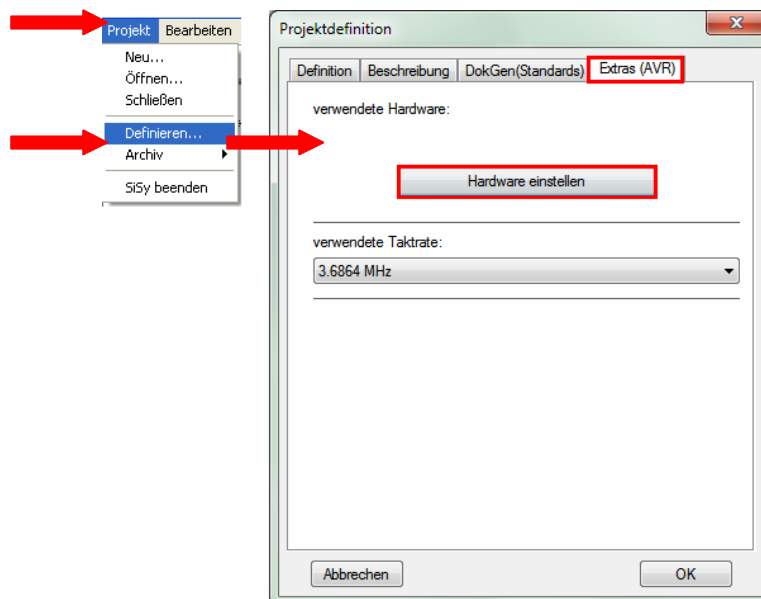 Projekt Bearbeiten
Neu...
Öffnen...
Schließen
Definieren...
Archiv
SiSy beenden
Projektdefinition
Definition Beschreibung DokGen(Standards) Extras (AVR)
verwendete Hardware:
Hardware einstellen
verwendete Taktrate:
3.6864 MHz
Abbrechen OK